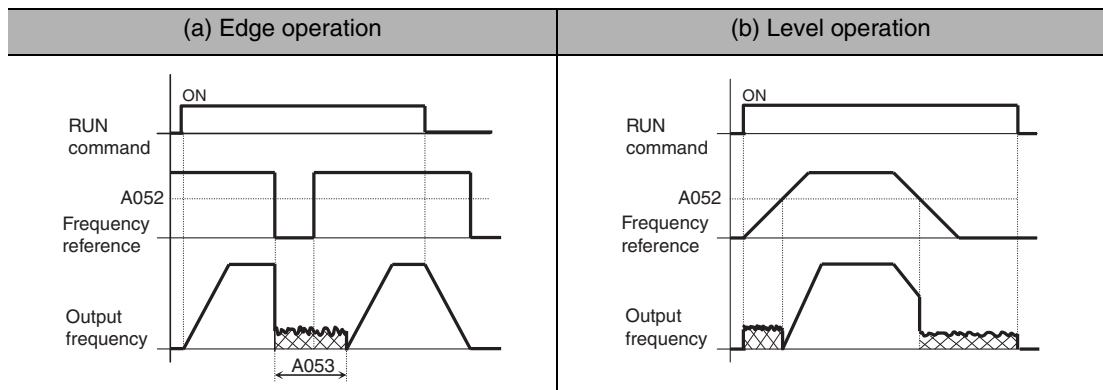 (a) Edge operation
(b) Level operation
ON
RUN
command
A052
Frequency
reference
Output
frequency
A053
ON
RUN
command
A052
Frequency
reference
Output
frequency